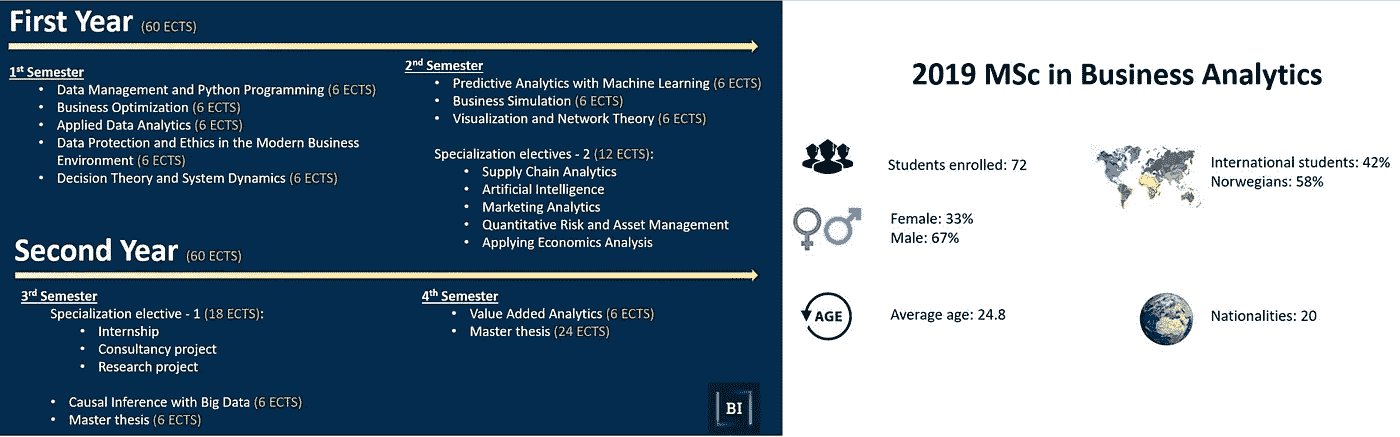 First Year (60 ECTS)
1st Semester
• Data Management and Python Programming (6 ECTS)
• Business Optimization (6 ECTS)
• Applied Data Analytics (6 ECTS)
• Data Protection and Ethics in the Modern Business
Environment (6 ECTS)
• Decision Theory and System Dynamics (6 ECTS)
2nd Semester
• Predictive Analytics with Machine Learning (6 ECTS)
• Business Simulation (6 ECTS)
• Visualization and Network Theory (6 ECTS)
Specialization electives - 2 (12 ECTS):
• Supply Chain Analytics
• Artificial Intelligence
• Marketing Analytics
• Quantitative Risk and Asset Management
• Applying Economics Analysis
Second Year (60 ECTS)
3rd Semester
Specialization elective - 1 (18 ECTS):
• Internship
• Consultancy project
• Research project
• Causal Inference with Big Data (6 ECTS)
• Master thesis (6 ECTS)
4th Semester
• Value Added Analytics (6 ECTS)
• Master thesis (24 ECTS)
BI
2019 MSc in Business Analytics
Students enrolled: 72
International students: 42%
Norwegians: 58%
Female: 33%
Male: 67%
AGE
Average age: 24.8
Nationalities: 20